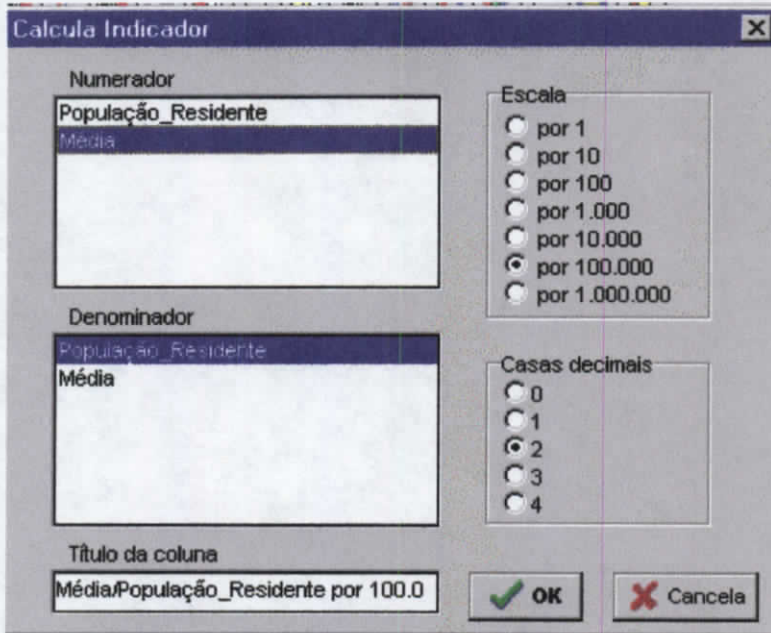 Calcula Indicador
Numerador
População_Residente
Média
Escala
por 1
por 10
por 100
por 1.000
por 10.000
por 100.000
por 1.000.000
Denominador
População_Residente
Média
Casas decimais
0
1
2
3
4
Título da coluna
Média/População_Residente por 100.0
OK
Cancela